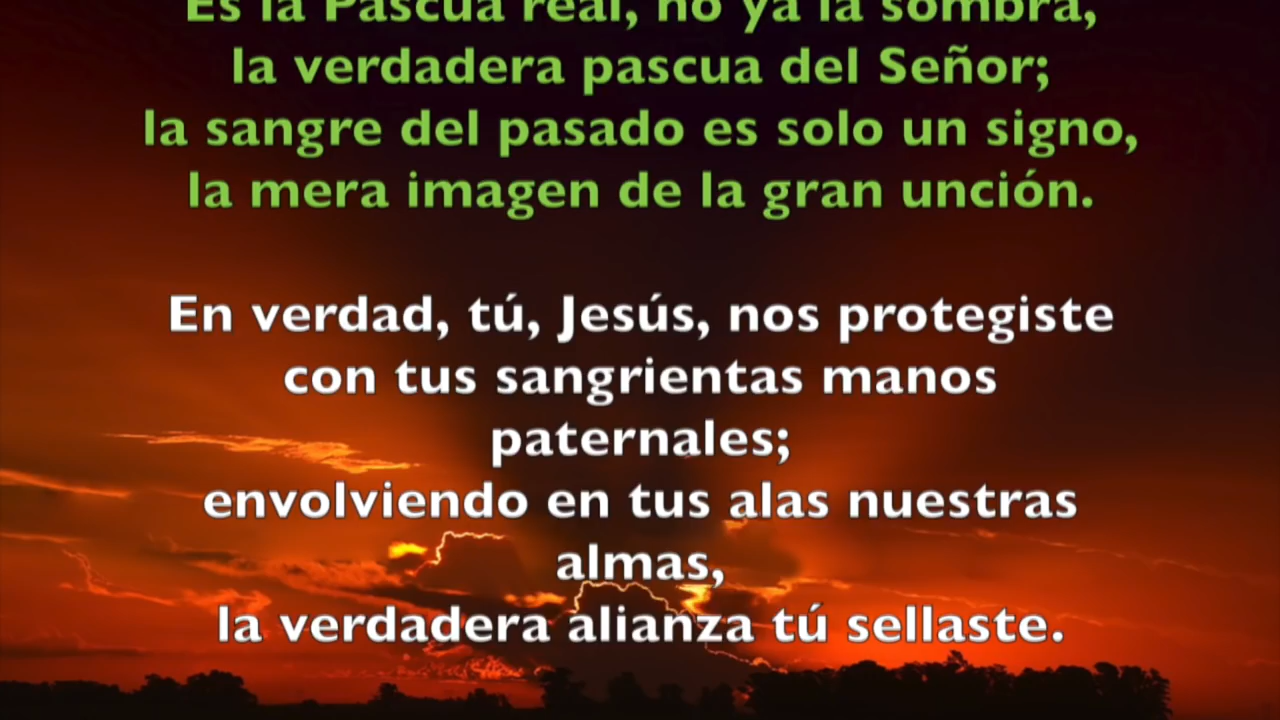 Es la Pascua real, no ya la sombra,
la verdadera pascua del Señor;
la sangre del pasado es solo un signo,
la mera imagen de la gran unción.
En verdad, tú, Jesús, nos protegiste
con tus sangrientas manos
paternales;
envolviendo en tus alas nuestras
almas,
la verdadera alianza tú sellaste.